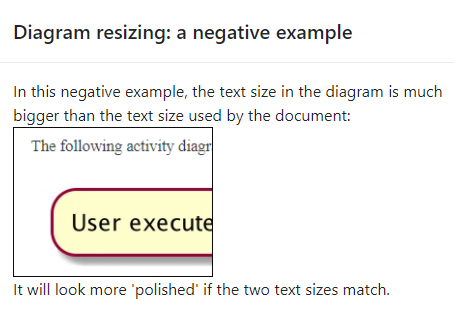 Diagram resizing: a negative example
In this negative example, the text size in the diagram is much
bigger than the text size used by the document:
The following activity diagr
User execute
It will look more 'polished' if the two text sizes match.